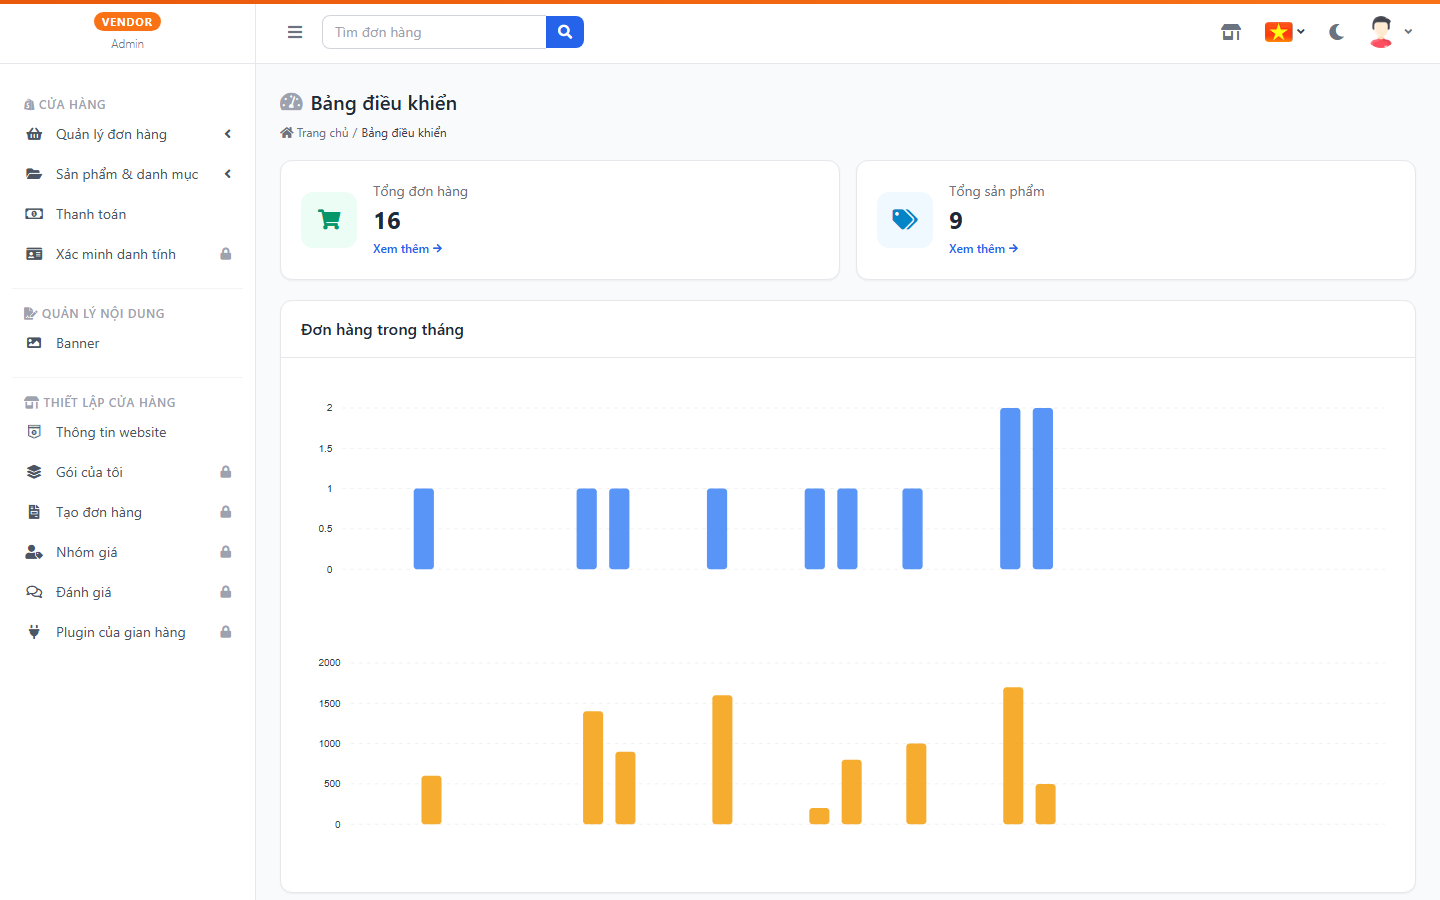 VENDOR
Admin
Tìm đơn hàng
CỬA HÀNG
Quản lý đơn hàng
Sản phẩm & danh mục
Thanh toán
Xác minh danh tính
QUẢN LÝ NỘI DUNG
Banner
THIẾT LẬP CỬA HÀNG
Thông tin website
Gói của tôi
Tạo đơn hàng
Nhóm giá
Đánh giá
Plugin của gian hàng
Bảng điều khiển
Trang chủ / Bảng điều khiển
Tổng đơn hàng
16
Xem thêm
Tổng sản phẩm
9
Xem thêm
Đơn hàng trong tháng
2
1.5
1
0.5
0
2000
1500
1000
500
0